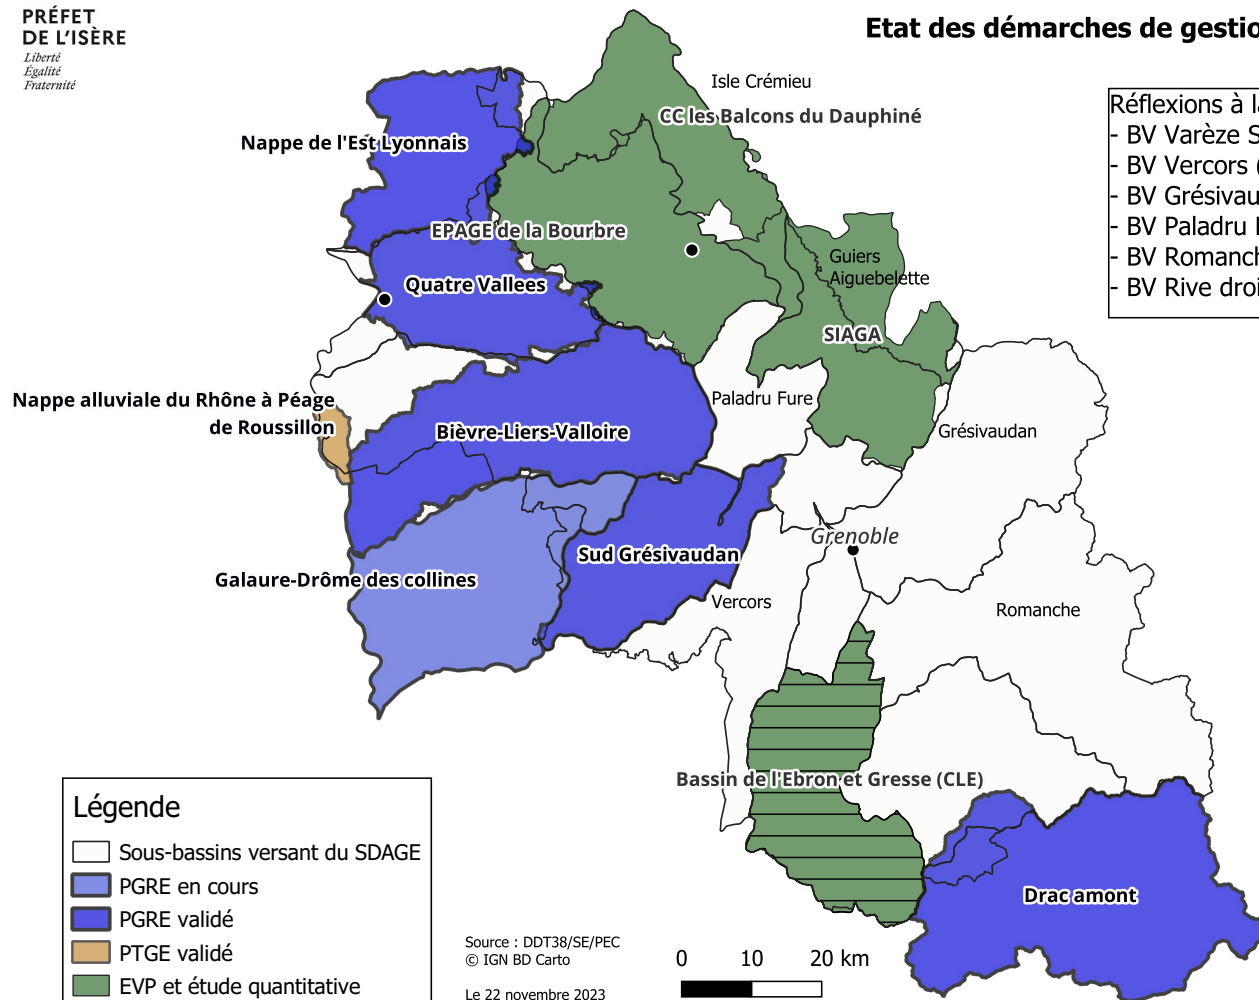 PRÉFET
DE L'ISÈRE
Liberté
Égalité
Fraternité
Etat des démarches de gestio
Réflexions à la
- BV Varèze S
- BV Vercors (
- BV Grésivau
- BV Paladru
- BV Romanch
- BV Rive droi
Isle Crémieu
CC les Balcons du Dauphiné
Nappe de l'Est Lyonnais
EPAGE de la Bourbre
Guiers
Aiguebelette
Quatre Vallees
SIAGA
Nappe alluviale du Rhône à Péage
de Roussillon
Paladru Fure
Bièvre-Liers-Valloire
Grésivaudan
Grenoble
Sud Grésivaudan
Galaure-Drôme des collines
Vercors
Romanche
Bassin de l'Ebron et Gresse (CLE)
Drac amont
Légende
Sous-bassins versant du SDAGE
PGRE en cours
PGRE validé
PTGE validé
EVP et étude quantitative
Source : DDT38/SE/PEC
© IGN BD Carto
Le 22 novembre 2023
0 10 20 km